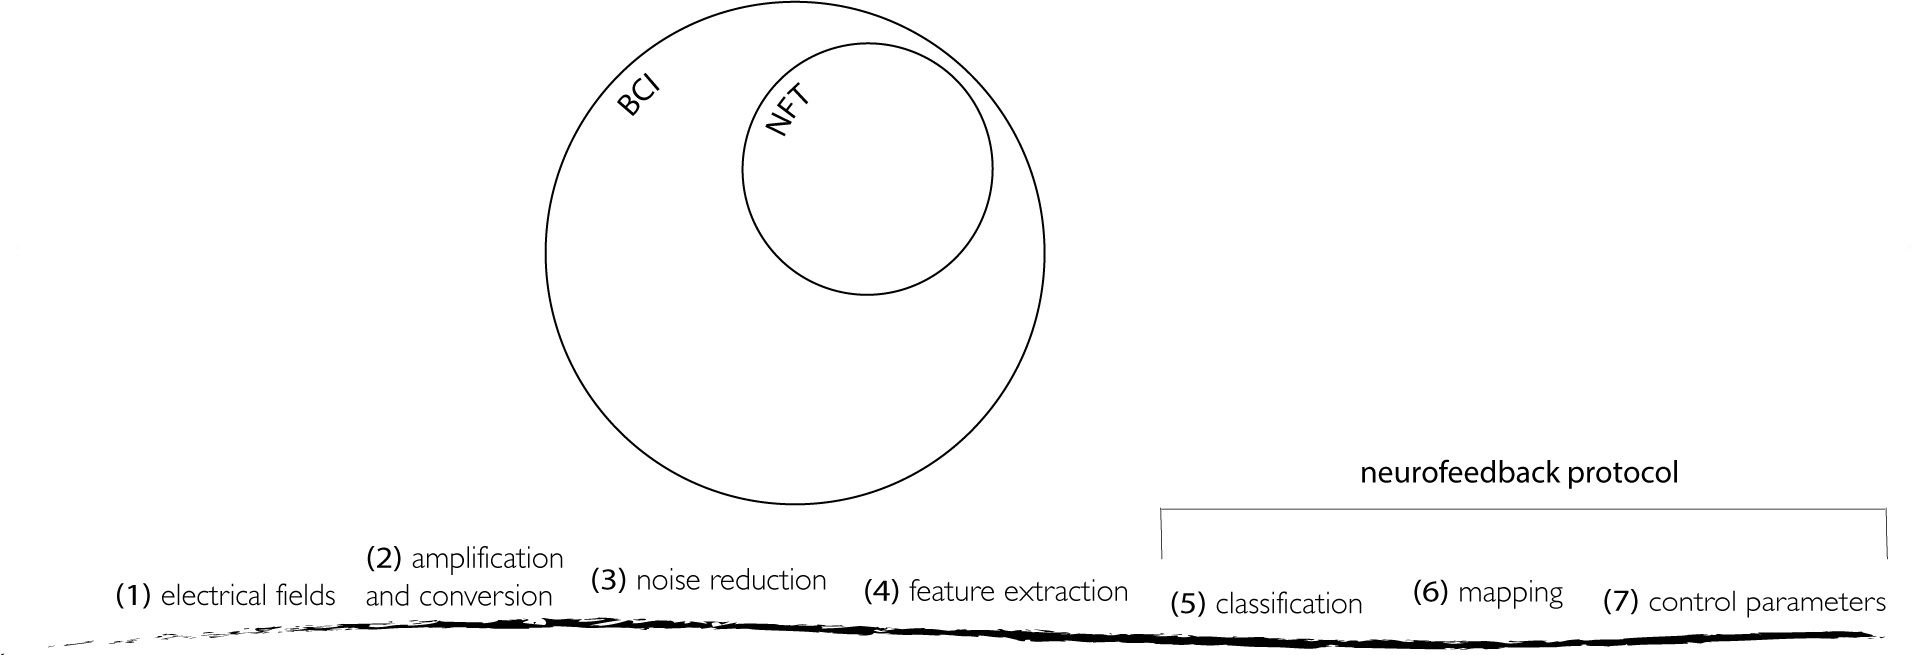 BCI
NFT
neurofeedback protocol
(1) electrical fields
(2) amplification
and conversion
(3) noise reduction
(4) feature extraction
(5) classification
(6) mapping
(7) control parameters